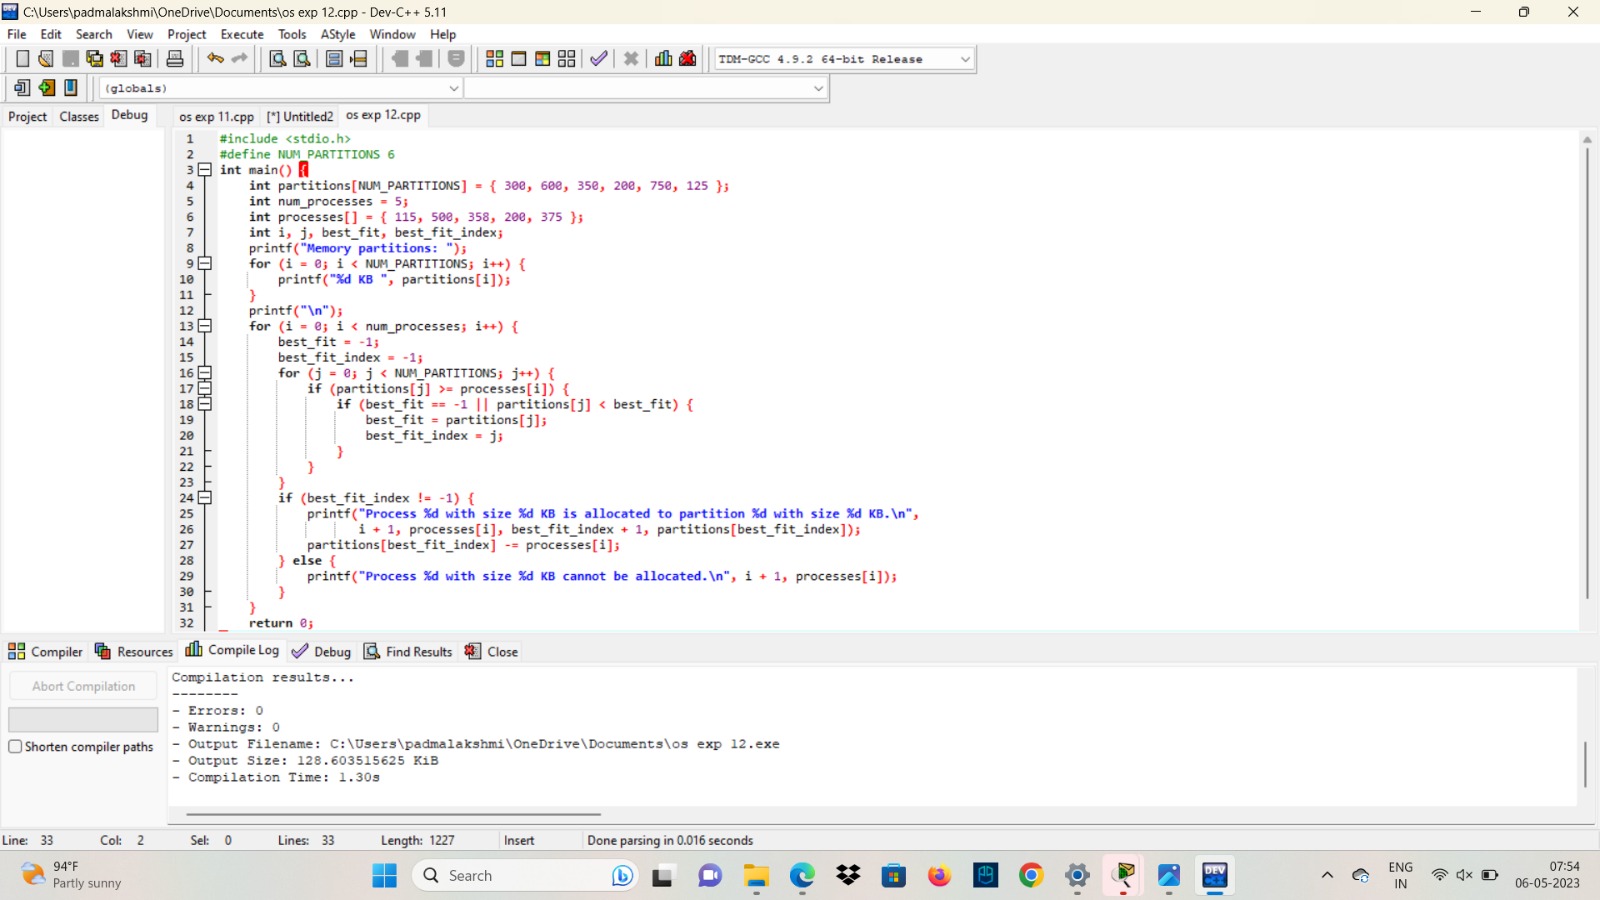 C:\Users\padmalakshmi\OneDrive\Documents\os exp 12.cpp - Dev-C++ 5.11
File Edit Search View Project Execute Tools AStyle Window Help
TDM-GCC 4.9.2 64-bit Release
(globals)
Project Classes Debug os exp 11.cpp [*] Untitled2 os exp 12.cpp
1 #include <stdio.h>
2 #define NUM_PARTITIONS 6
3 int main() {
4 int partitions[NUM_PARTITIONS] = { 300, 600, 350, 200, 750, 125 };
5 int num_processes = 5;
6 int processes[] = { 115, 500, 358, 200, 375 };
7 int i, j, best_fit, best_fit_index;
8 printf("Memory partitions: ");
9 for (i = 0; i < NUM_PARTITIONS; i++) {
10 printf("%d KB ", partitions[i]);
11 }
12 printf("\n");
13 for (i = 0; i < num_processes; i++) {
14 best_fit = -1;
15 best_fit_index = -1;
16 for (j = 0; j < NUM_PARTITIONS; j++) {
17 if (partitions[j] >= processes[i]) {
18 if (best_fit == -1 || partitions[j] < best_fit) {
19 best_fit = partitions[j];
20 best_fit_index = j;
21 }
22 }
23 }
24 if (best_fit_index != -1) {
25 printf("Process %d with size %d KB is allocated to partition %d with size %d KB.\n",
26 i + 1, processes[i], best_fit_index + 1, partitions[best_fit_index]);
27 partitions[best_fit_index] -= processes[i];
28 } else {
29 printf("Process %d with size %d KB cannot be allocated.\n", i + 1, processes[i]);
30 }
31 }
32 return 0;
Compiler Resources Compile Log Debug Find Results Close
Abort Compilation
Shorten compiler paths
Compilation results...
--------
- Errors: 0
- Warnings: 0
- Output Filename: C:\Users\padmalakshmi\OneDrive\Documents\os exp 12.exe
- Output Size: 128.603515625 KiB
- Compilation Time: 1.30s
Line: 33 Col: 2 Sel: 0 Lines: 33 Length: 1227 Insert Done parsing in 0.016 seconds
94°F
Partly sunny
Search
DEV
ENG
IN
07:54
06-05-2023